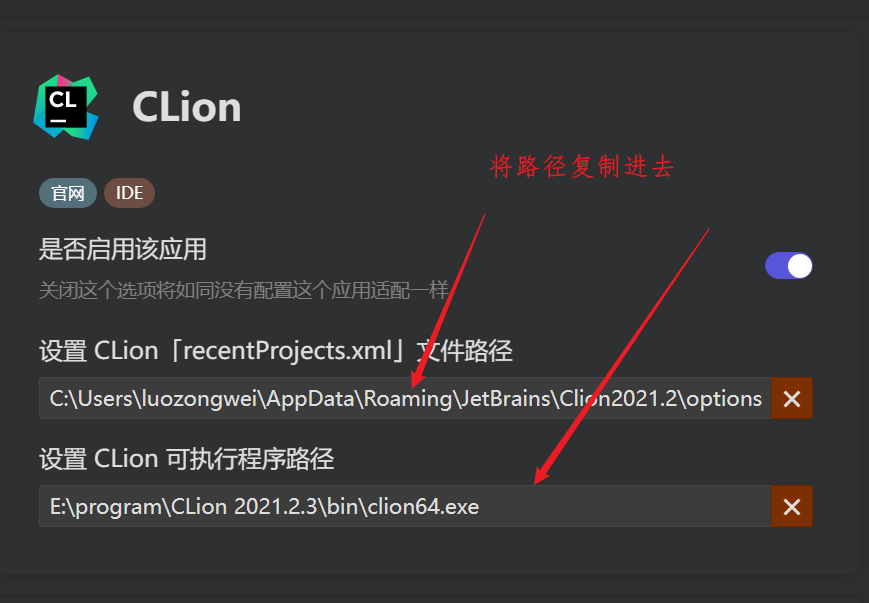 CL
CLion
将路径复制进去
官网 IDE
是否启用该应用
关闭这个选项将如同没有配置这个应用适配一样
设置 CLion「recentProjects.xml」文件路径
C:\Users\luozongwei\AppData\Roaming\JetBrains\Clion2021.2\options
设置 CLion 可执行程序路径
E:\program\CLion 2021.2.3\bin\clion64.exe